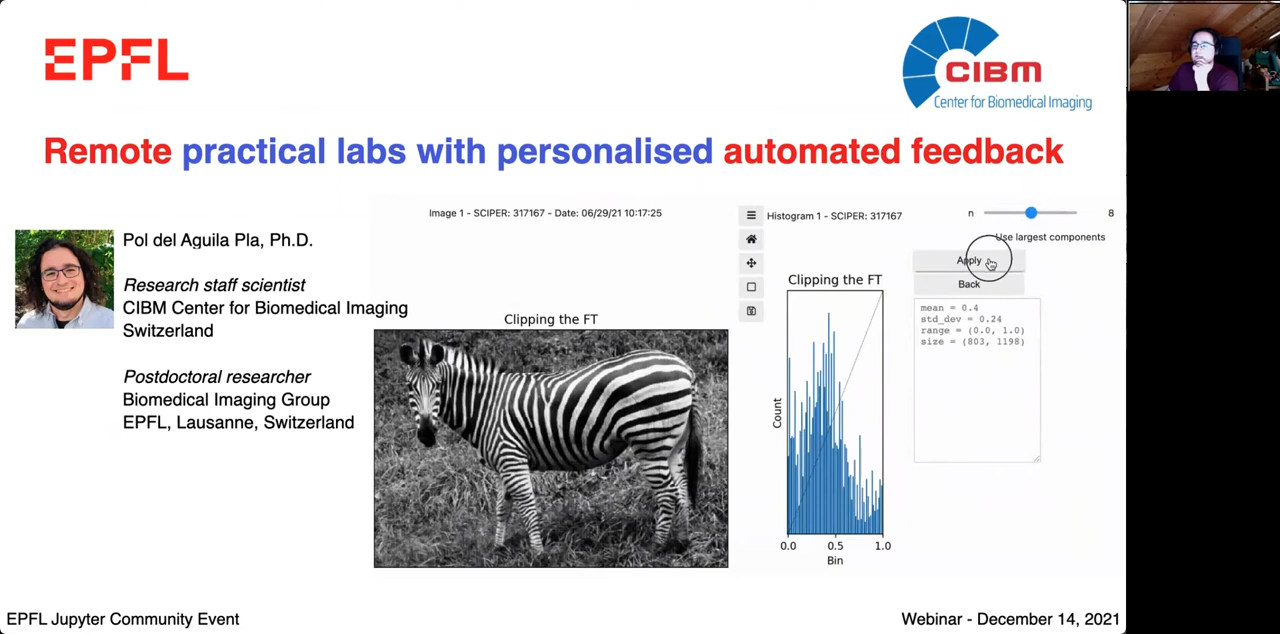 EPFL
CIBM
Center for Biomedical Imaging
Remote practical labs with personalised automated feedback
Image 1 - SCIPER: 317167 - Date: 06/29/21 10:17:25
Histogram 1 - SCIPER: 317167
n
8
Use largest components
Apply
Back
mean = 0.4
std_dev = 0.24
range = (0.0, 1.0)
size = (803, 1198)
Pol del Aguila Pla, Ph.D.
Research staff scientist
CIBM Center for Biomedical Imaging
Switzerland
Postdoctoral researcher
Biomedical Imaging Group
EPFL, Lausanne, Switzerland
Clipping the FT
Clipping the FT
Count
0.0 0.5 1.0
Bin
EPFL Jupyter Community Event
Webinar - December 14, 2021